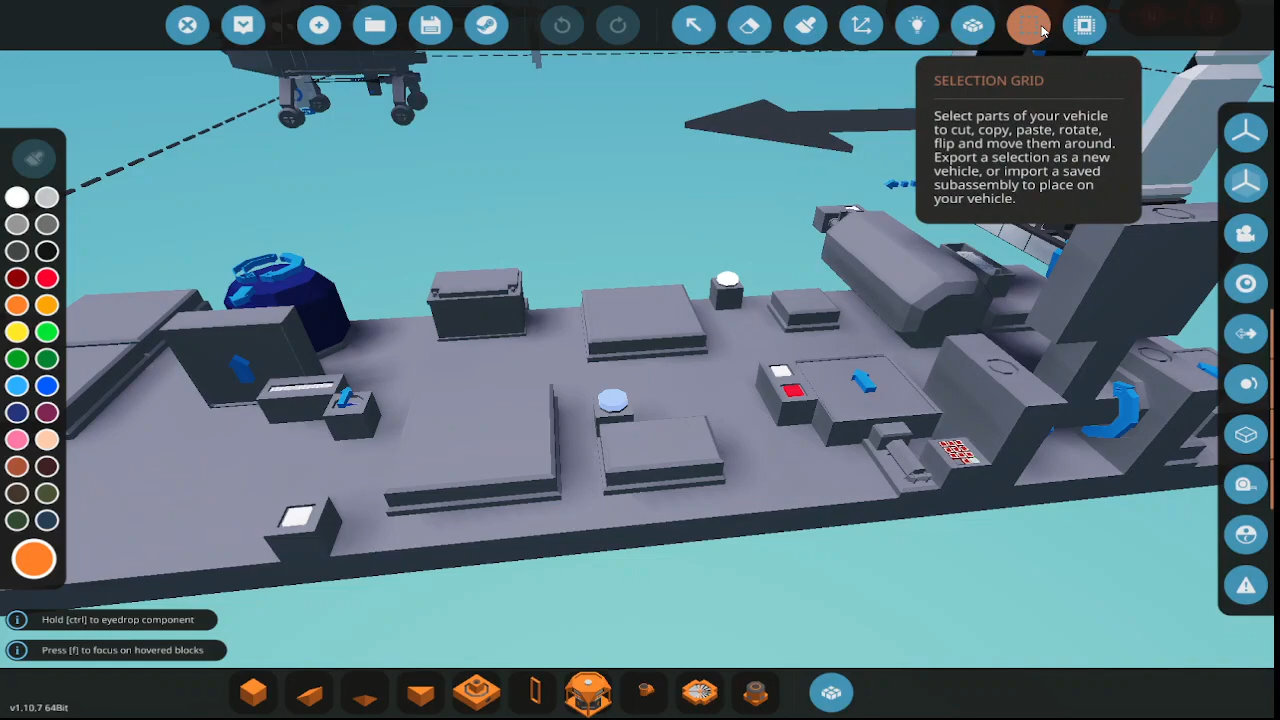 SELECTION GRID
Select parts of your vehicle
to cut, copy, paste, rotate,
flip and move them around.
Export a selection as a new
vehicle, or import a saved
subassembly to place on
your vehicle.
Hold [ctrl] to eyedrop component
Press [f] to focus on hovered blocks
v1.10.7 64Bit